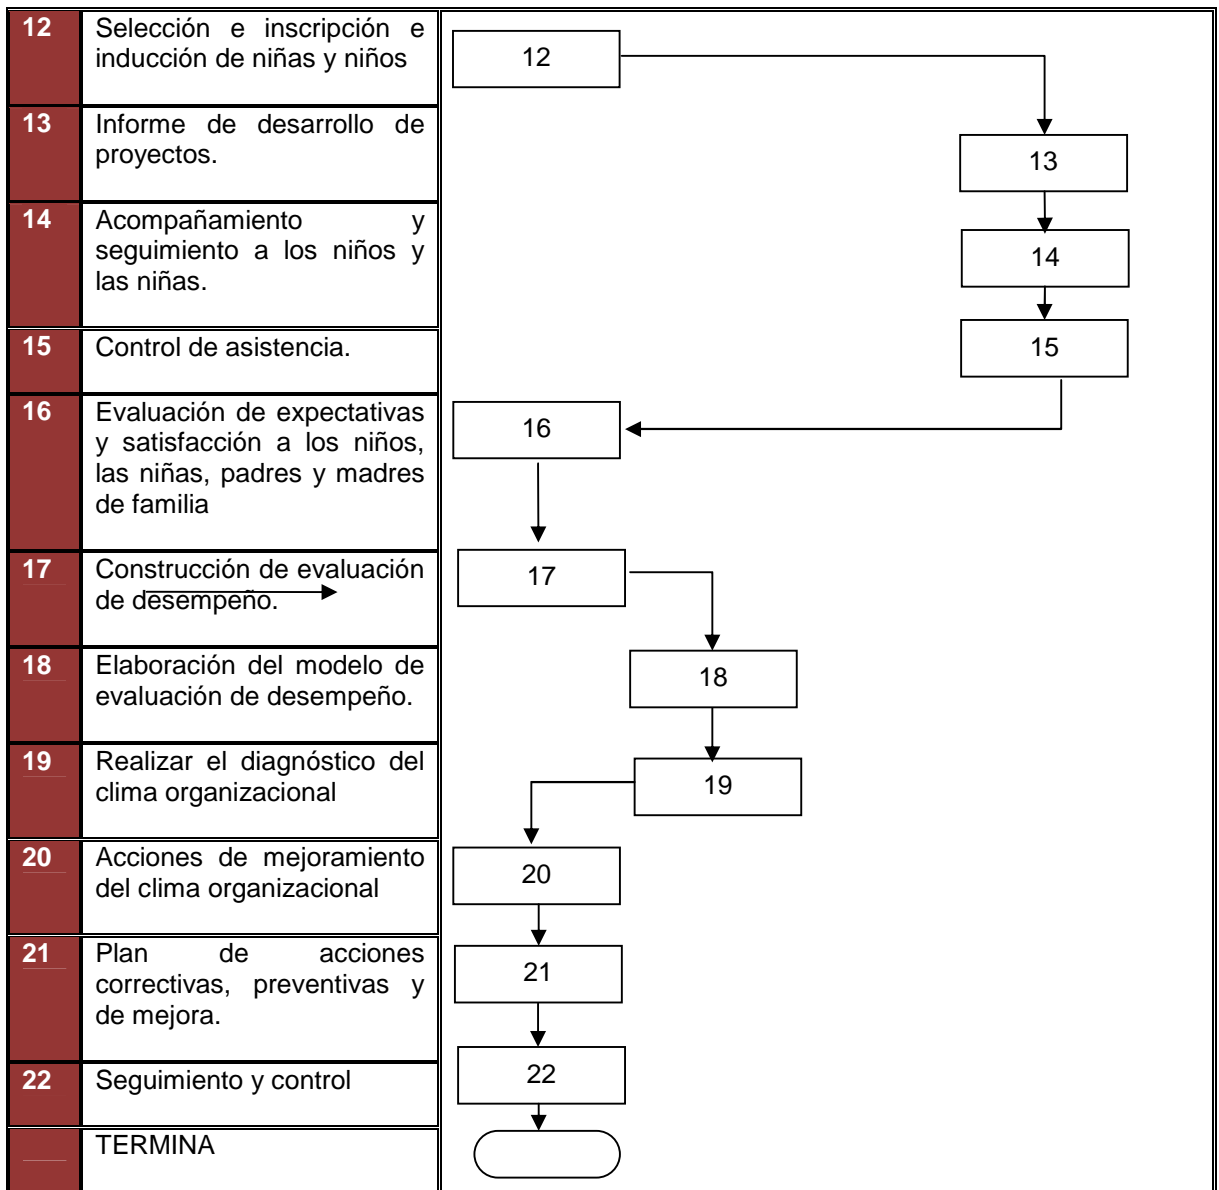 12 Selección e inscripción e
inducción de niñas y niños
12
13 Informe de desarrollo de
proyectos.
13
14 Acompañamiento y
seguimiento a los niños y
las niñas.
14
15 Control de asistencia.
15
16 Evaluación de expectativas
y satisfacción a los niños,
las niñas, padres y madres
de familia
16
17 Construcción de evaluación
de desempeño.
17
18 Elaboración del modelo de
evaluación de desempeño.
18
19 Realizar el diagnóstico del
clima organizacional
19
20 Acciones de mejoramiento
del clima organizacional
20
21 Plan de acciones
correctivas, preventivas y
de mejora.
21
22 Seguimiento y control
22
TERMINA